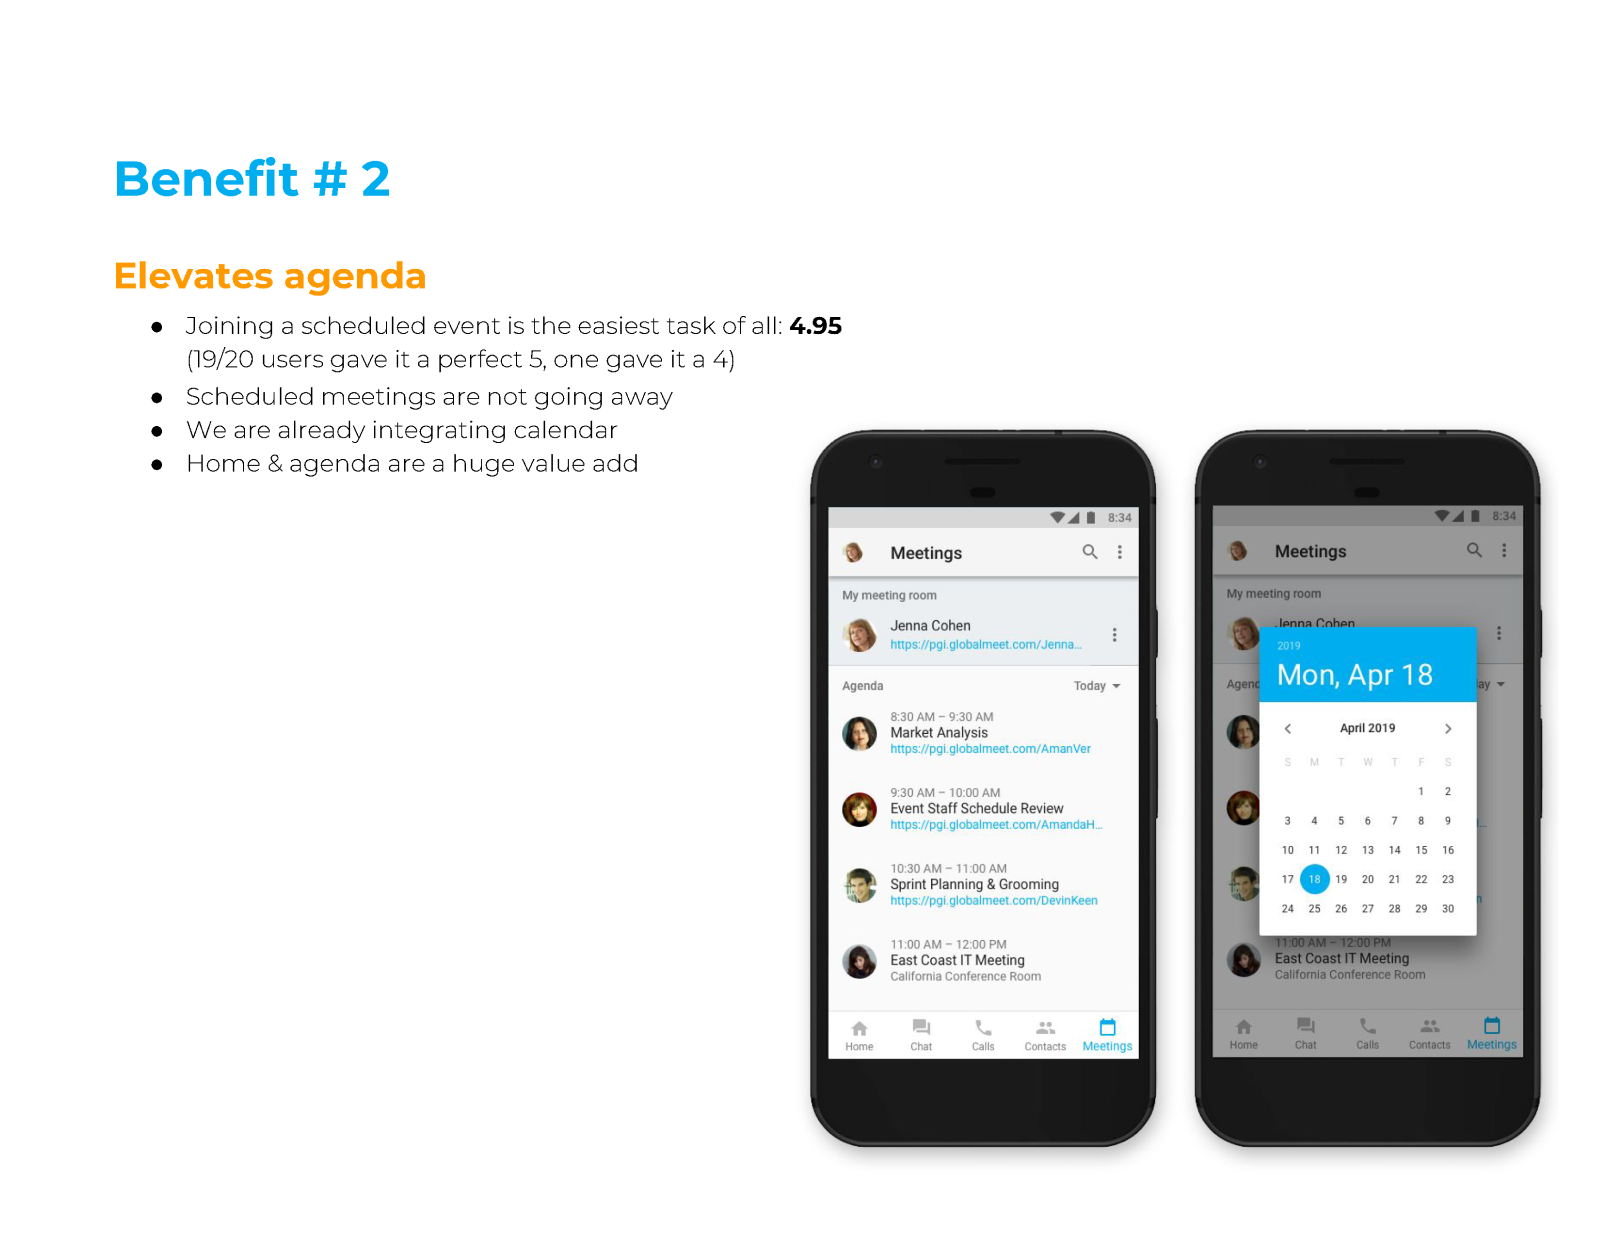 Benefit # 2
Elevates agenda
● Joining a scheduled event is the easiest task of all: 4.95
(19/20 users gave it a perfect 5, one gave it a 4)
● Scheduled meetings are not going away
● We are already integrating calendar
● Home & agenda are a huge value add
8:34
Meetings
My meeting room
Jenna Cohen
https://pgi.globalmeet.com/Jenna...
Agenda Today
8:30 AM – 9:30 AM
Market Analysis
https://pgi.globalmeet.com/AmanVer
9:30 AM – 10:00 AM
Event Staff Schedule Review
https://pgi.globalmeet.com/AmandaH...
10:30 AM – 11:00 AM
Sprint Planning & Grooming
https://pgi.globalmeet.com/DevinKeen
11:00 AM – 12:00 PM
East Coast IT Meeting
California Conference Room
Home Chat Calls Contacts Meetings
8:34
Meetings
My meeting room
Jenna Cohen
2019
Mon, Apr 18
April 2019
S M T W T F S
1 2
3 4 5 6 7 8 9
10 11 12 13 14 15 16
17 18 19 20 21 22 23
24 25 26 27 28 29 30
11:00 AM – 12:00 PM
East Coast IT Meeting
California Conference Room
Home Chat Calls Contacts Meetings